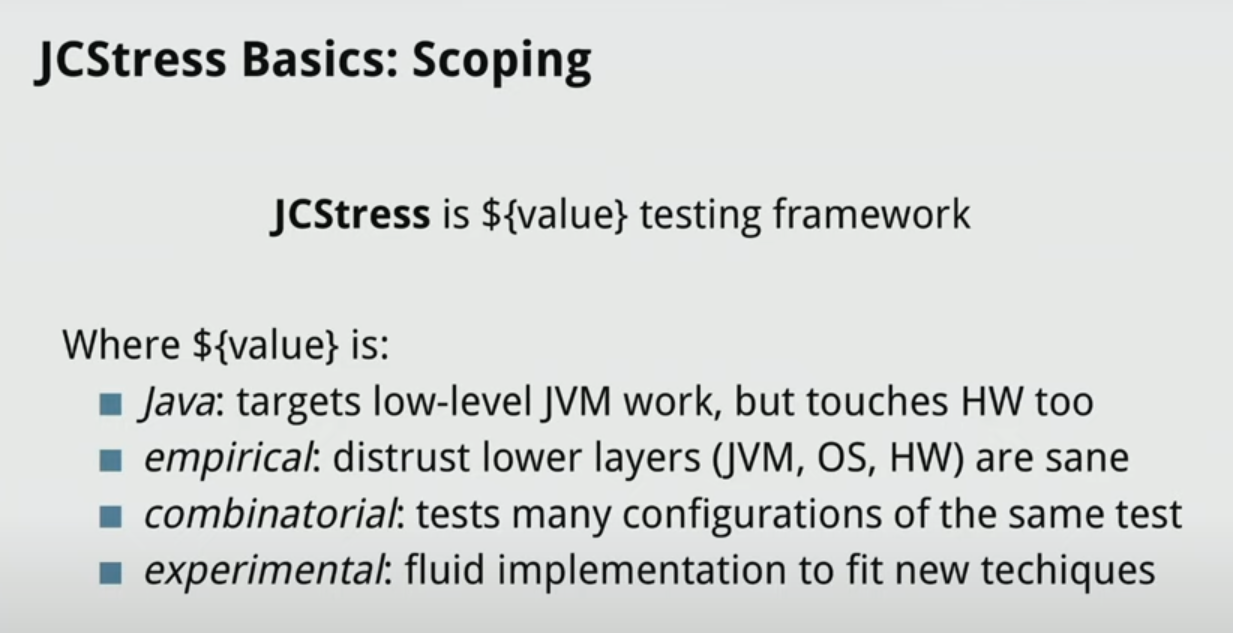 JCStress Basics: Scoping
JCStress is ${value} testing framework
Where ${value} is:
Java: targets low-level JVM work, but touches HW too
empirical: distrust lower layers (JVM, OS, HW) are sane
combinatorial: tests many configurations of the same test
experimental: fluid implementation to fit new techiques